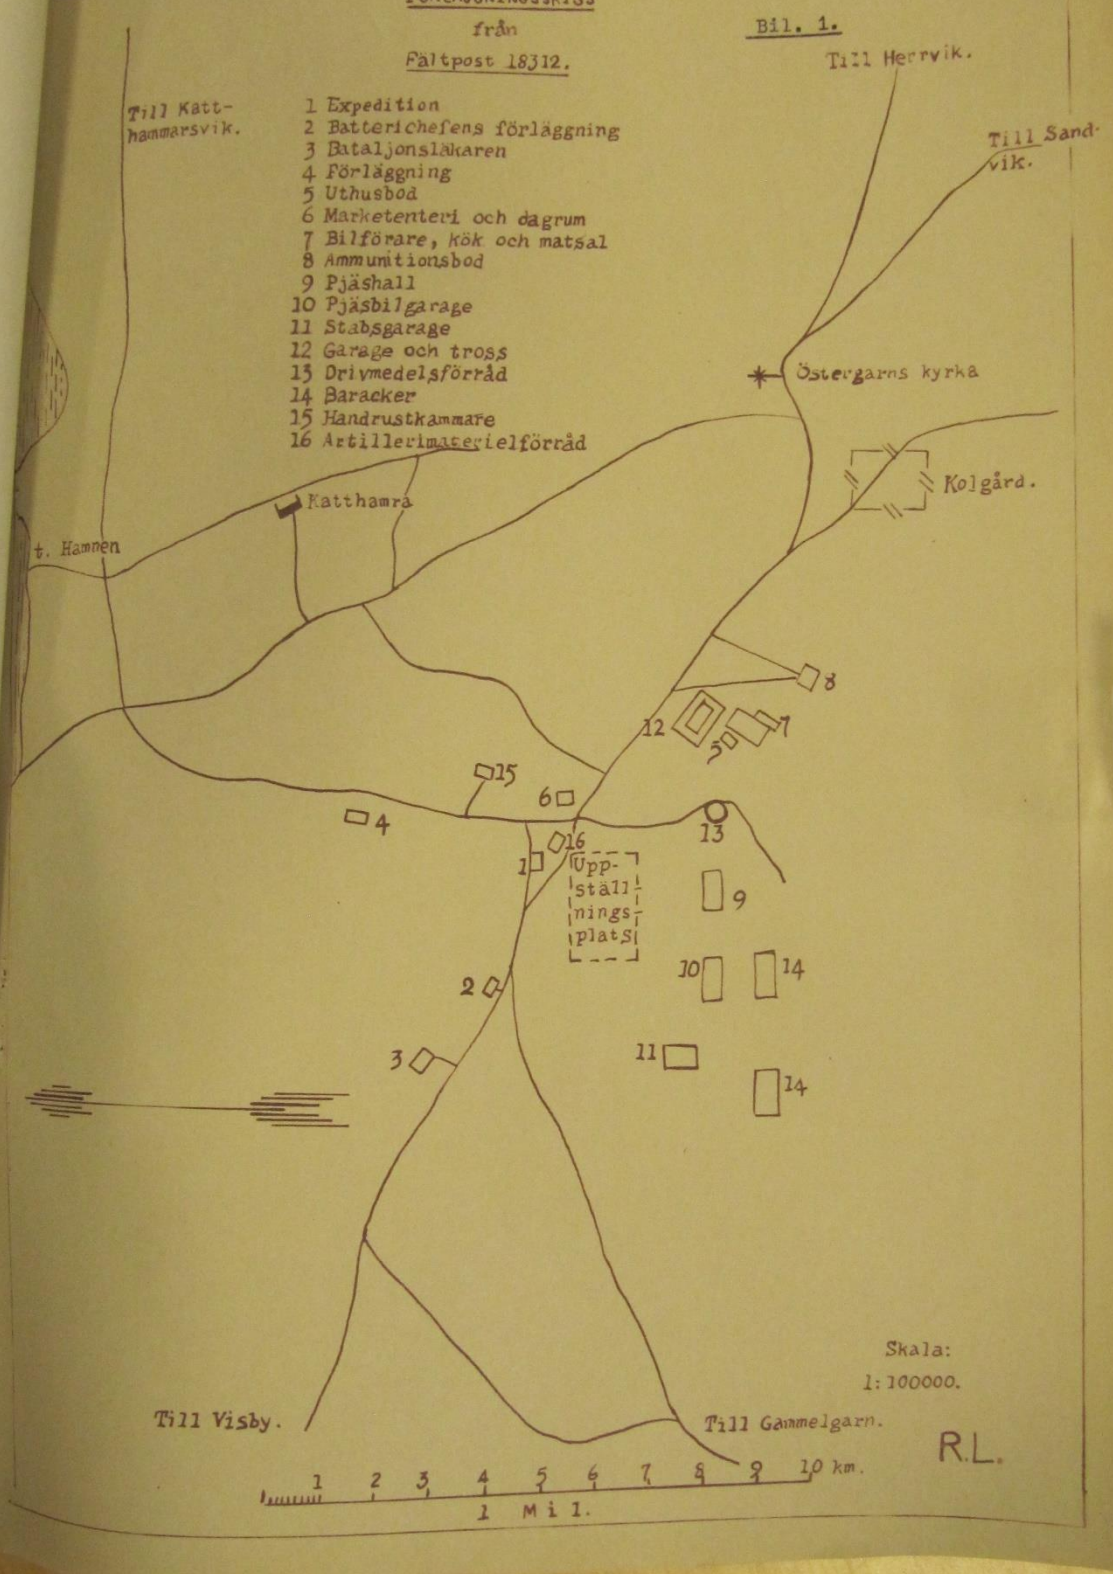 från
Fältpost 18312.
Bil. 1.
Till Herrvik.
Till Katt-
hammarsvik.
Till Sand-
vik.
1 Expedition
2 Batterichefens förläggning
3 Bataljonsläkaren
4 Förläggning
5 Uthusbod
6 Marketenteri och dagrum
7 Bilförare, kök och matsal
8 Ammunitionsbod
9 Pjäshall
10 Pjäsbilgarage
11 Stabsgarage
12 Garage och tross
13 Drivmedelsförråd
14 Baracker
15 Handrustkammare
16 Artillerimaterielförråd
Östergarns kyrka
Kolgård.
Katthamra
t. Hamnen
8
12
7
5
15
6
4
13
16
1
Upp-
ställ-
nings-
plats
9
10
14
2
3
11
14
Skala:
1:100000.
Till Visby.
Till Gammelgarn.
R.L.
1 2 3 4 5 6 7 8 9 10 km.
1 Mil.